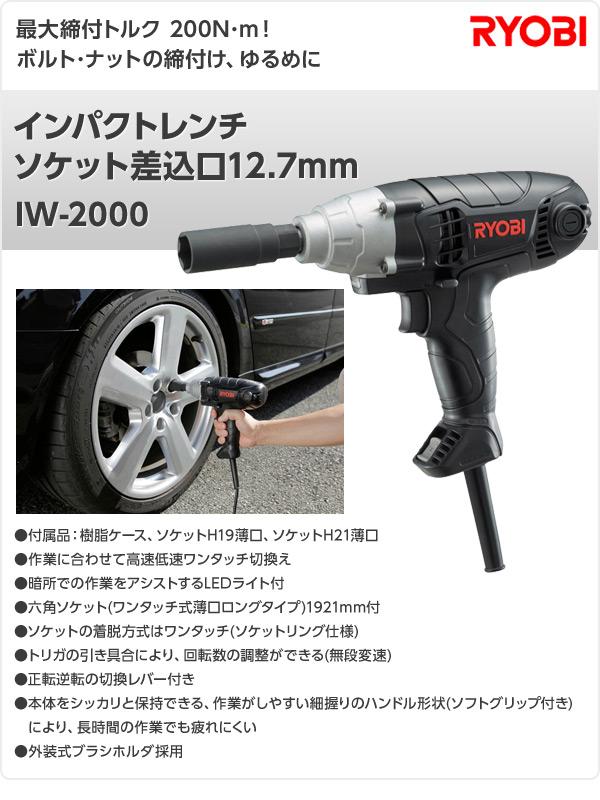 最大締付トルク 200N·m！
ボルト・ナットの締付け、ゆるめに
RYOBI
インパクトレンチ
ソケット差込口12.7mm
IW-2000
RYOBI
RYOBI
●付属品：樹脂ケース、ソケットH19薄口、ソケットH21薄口
●作業に合わせて高速低速ワンタッチ切換え
●暗所での作業をアシストするLEDライト付
●六角ソケット(ワンタッチ式薄口ロングタイプ)1921mm付
●ソケットの着脱方式はワンタッチ(ソケットリング仕様)
●トリガの引き具合により、回転数の調整ができる(無段変速)
●正転逆転の切換レバー付き
●本体をシッカリと保持できる、作業がしやすい細握りのハンドル形状(ソフトグリップ付き)
により、長時間の作業でも疲れにくい
●外装式ブラシホルダ採用